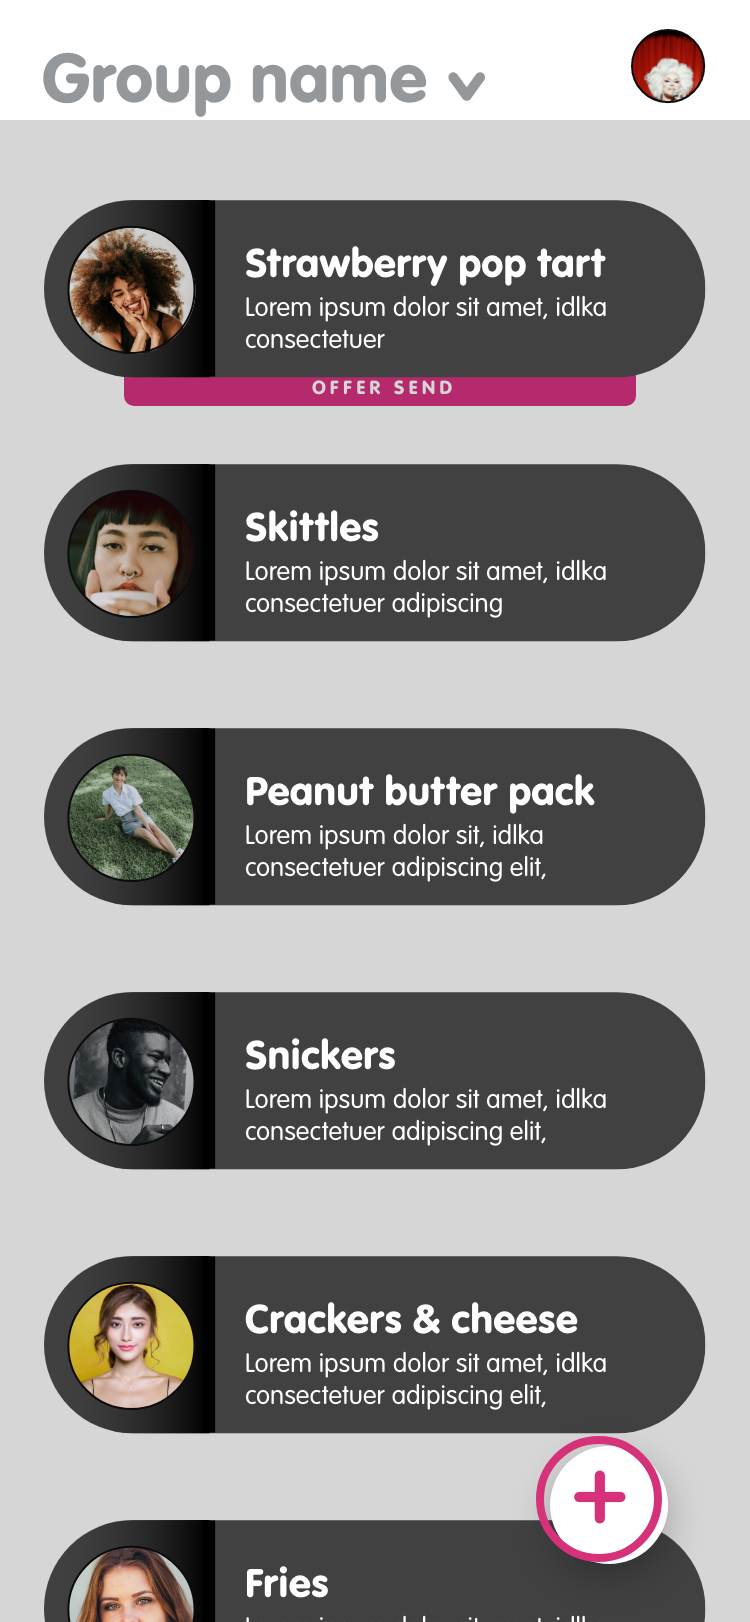 Group name
Strawberry pop tart
Lorem ipsum dolor sit amet, idlka
consectetuer
OFFER SEND
Skittles
Lorem ipsum dolor sit amet, idlka
consectetuer adipiscing
Peanut butter pack
Lorem ipsum dolor sit, idlka
consectetuer adipiscing elit,
Snickers
Lorem ipsum dolor sit amet, idlka
consectetuer adipiscing elit,
Crackers & cheese
Lorem ipsum dolor sit amet, idlka
consectetuer adipiscing elit,
Fries